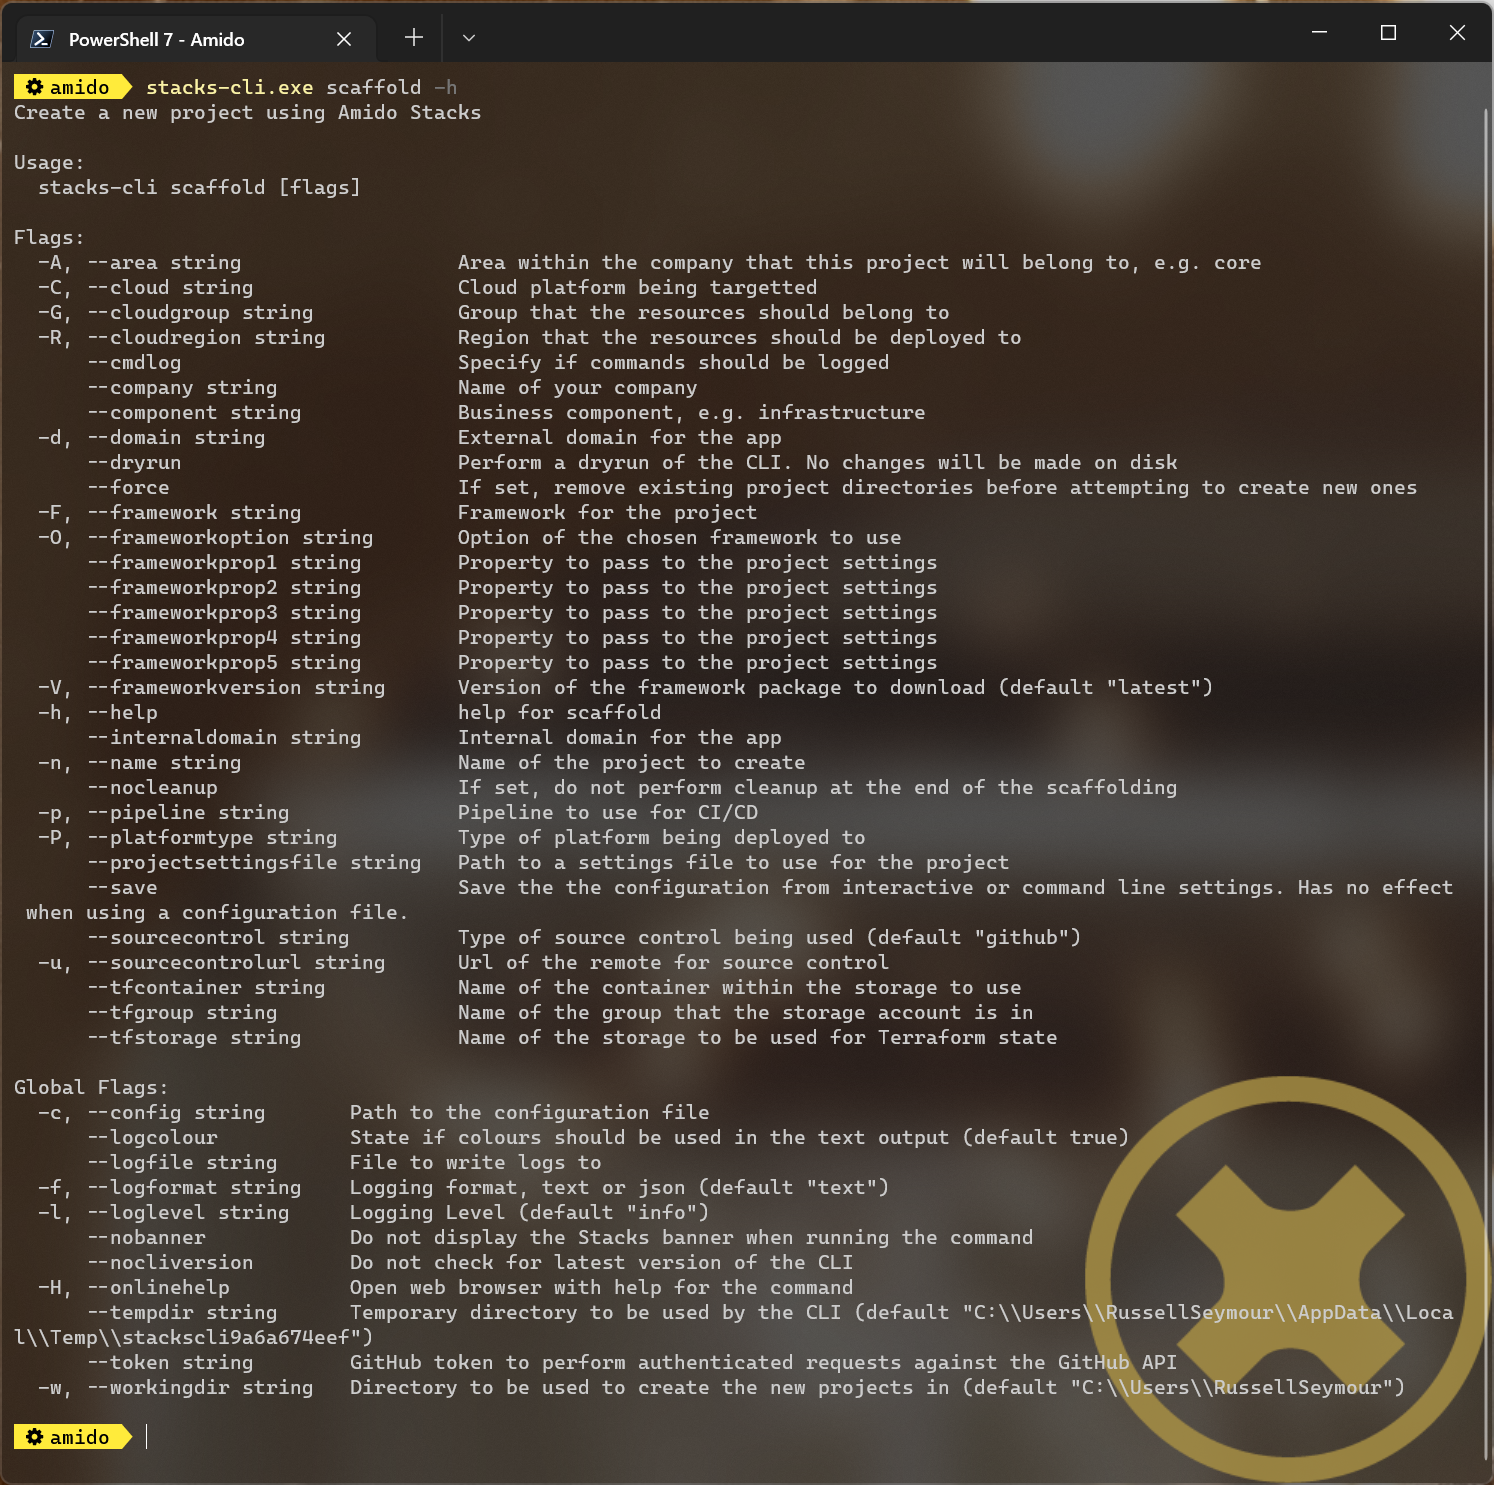 PowerShell 7 - Amido
amido stacks-cli.exe scaffold -h
Create a new project using Amido Stacks
Usage:
stacks-cli scaffold [flags]
Flags:
-A, --area string Area within the company that this project will belong to, e.g. core
-C, --cloud string Cloud platform being targetted
-G, --cloudgroup string Group that the resources should belong to
-R, --cloudregion string Region that the resources should be deployed to
--cmdlog Specify if commands should be logged
--company string Name of your company
--component string Business component, e.g. infrastructure
-d, --domain string External domain for the app
--dryrun Perform a dryrun of the CLI. No changes will be made on disk
--force If set, remove existing project directories before attempting to create new ones
-F, --framework string Framework for the project
-O, --frameworkoption string Option of the chosen framework to use
--frameworkprop1 string Property to pass to the project settings
--frameworkprop2 string Property to pass to the project settings
--frameworkprop3 string Property to pass to the project settings
--frameworkprop4 string Property to pass to the project settings
--frameworkprop5 string Property to pass to the project settings
-V, --frameworkversion string Version of the framework package to download (default "latest")
-h, --help help for scaffold
--internaldomain string Internal domain for the app
-n, --name string Name of the project to create
--nocleanup If set, do not perform cleanup at the end of the scaffolding
-p, --pipeline string Pipeline to use for CI/CD
-P, --platformtype string Type of platform being deployed to
--projectsettingsfile string Path to a settings file to use for the project
--save Save the the configuration from interactive or command line settings. Has no effect
when using a configuration file.
--sourcecontrol string Type of source control being used (default "github")
-u, --sourcecontrolurl string Url of the remote for source control
--tfcontainer string Name of the container within the storage to use
--tfgroup string Name of the group that the storage account is in
--tfstorage string Name of the storage to be used for Terraform state
Global Flags:
-c, --config string Path to the configuration file
--logcolour State if colours should be used in the text output (default true)
--logfile string File to write logs to
-f, --logformat string Logging format, text or json (default "text")
-l, --loglevel string Logging Level (default "info")
--nobanner Do not display the Stacks banner when running the command
--nocliversion Do not check for latest version of the CLI
-H, --onlinehelp Open web browser with help for the command
--tempdir string Temporary directory to be used by the CLI (default "C:\\Users\\RussellSeymour\\AppData\\Loca
l\\Temp\\stackscli9a6a674eef")
--token string GitHub token to perform authenticated requests against the GitHub API
-w, --workingdir string Directory to be used to create the new projects in (default "C:\\Users\\RussellSeymour")
amido